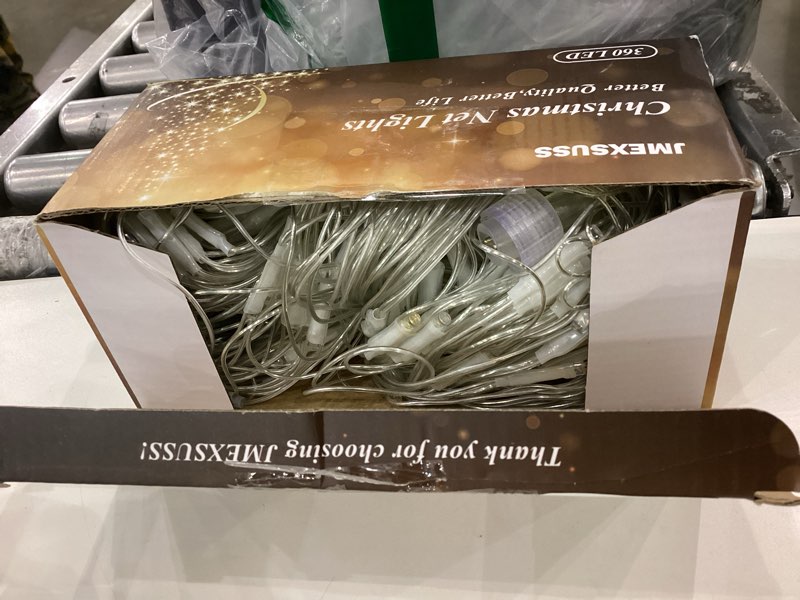 JMEXSUSS
Christmas Net Lights
Better Quality, Better Life
360 LED
Thank you for choosing JMEXSUSS!